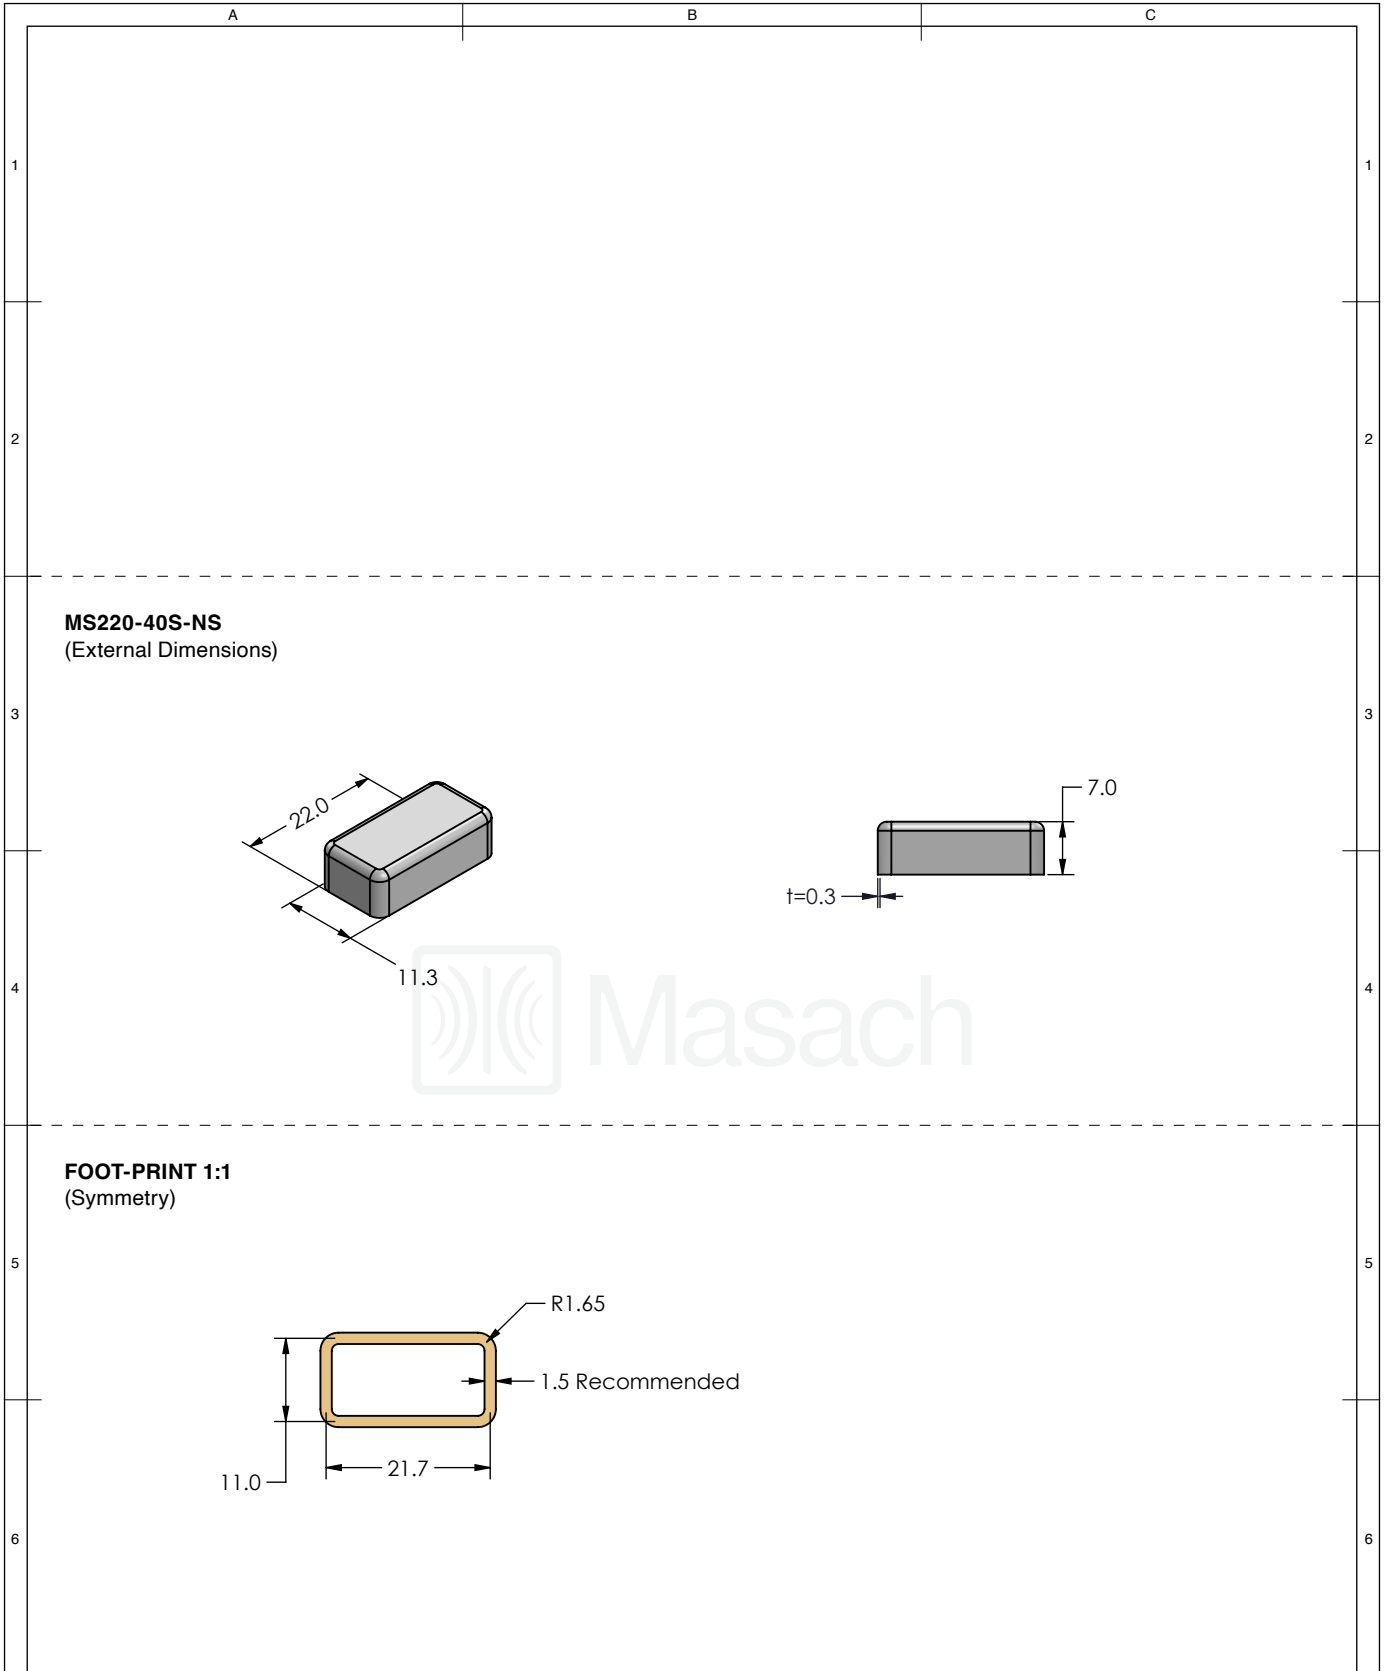 A B C
1 1
2 2
MS220-40S-NS
(External Dimensions)
3 3
22.0
7.0
t=0.3
11.3
Masach
4 4
FOOT-PRINT 1:1
(Symmetry)
5 5
R1.65
1.5 Recommended
21.7
11.0
6 6